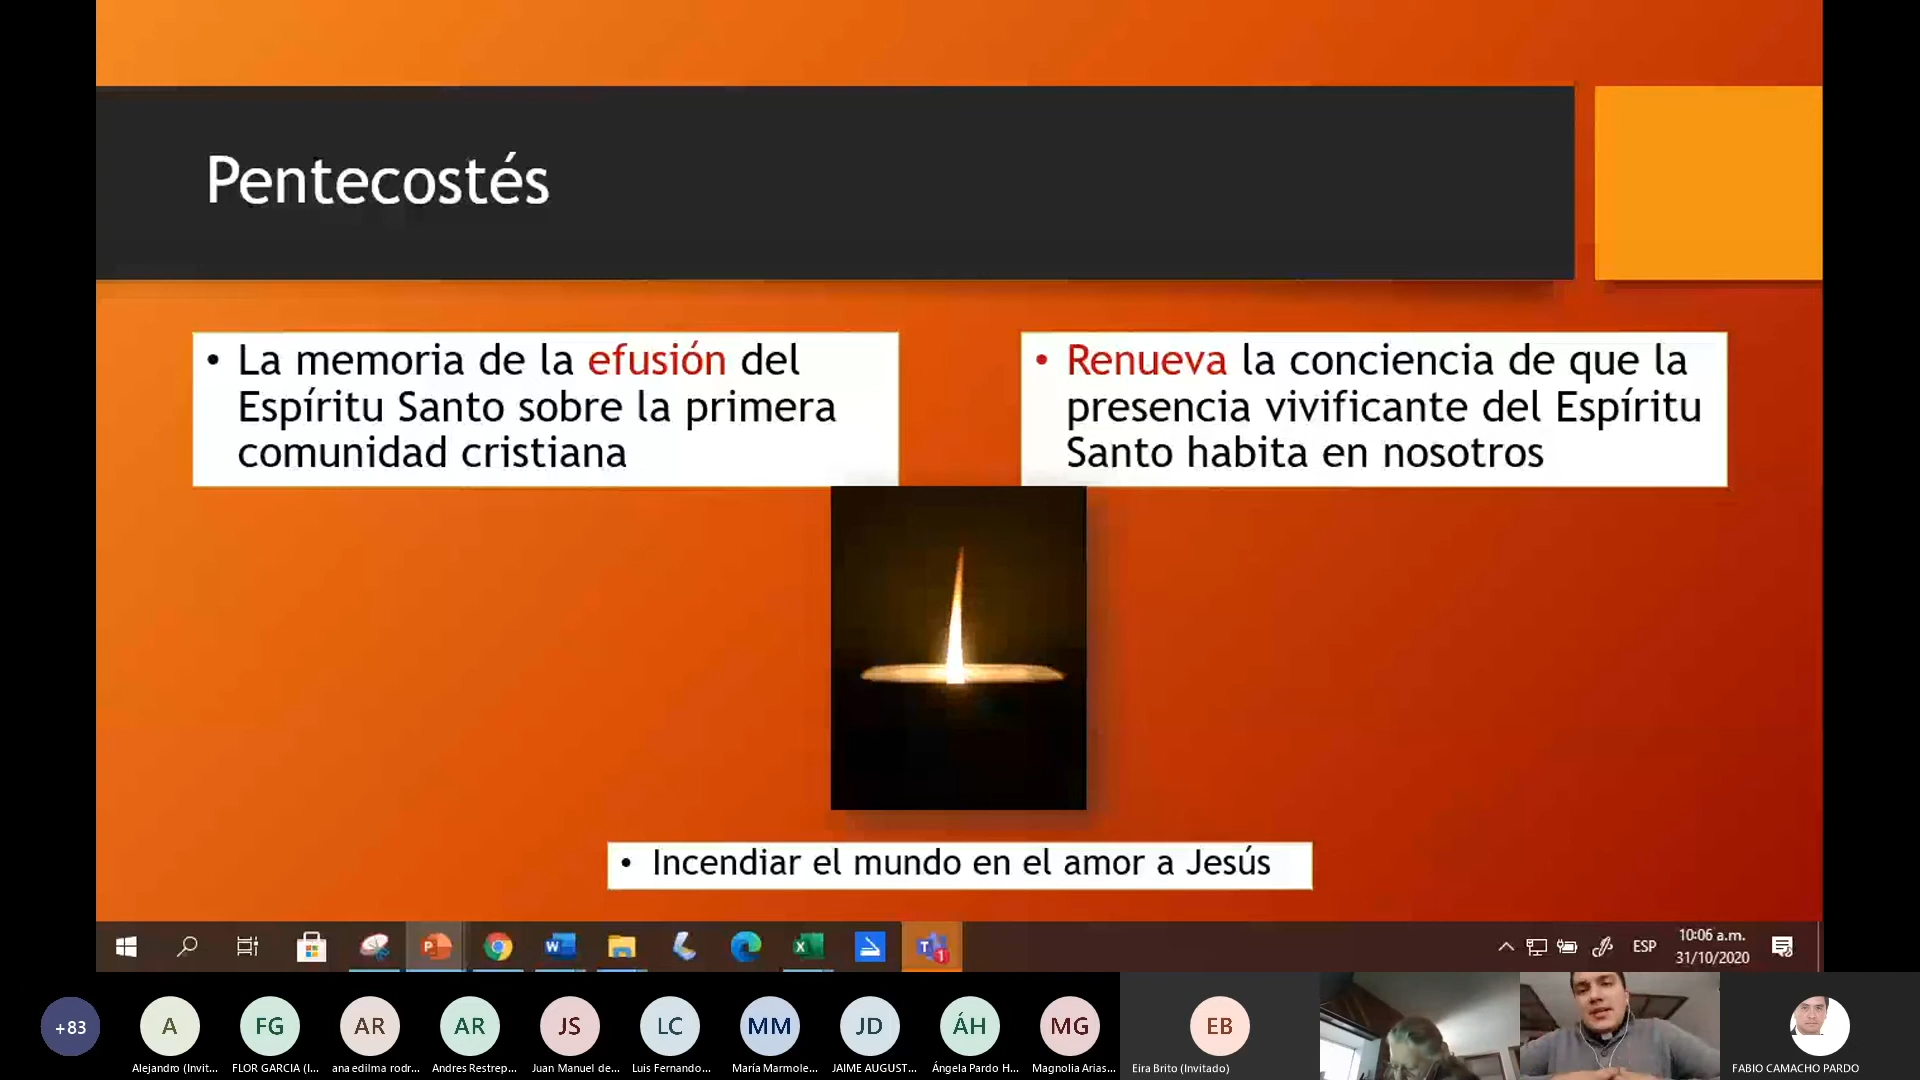 Pentecostés
• La memoria de la efusión del
Espíritu Santo sobre la primera
comunidad cristiana
• Renueva la conciencia de que la
presencia vivificante del Espíritu
Santo habita en nosotros
• Incendiar el mundo en el amor a Jesús
ESP
10:06 a.m.
31/10/2020
+83
A
FG
AR
AR
JS
LC
MM
JD
ÁH
MG
EB
Alejandro (Invit...
FLOR GARCIA (I...
ana edilma rodr...
Andres Restrep...
Juan Manuel de...
Luis Fernando...
María Marmole...
JAIME AUGUST...
Ángela Pardo H...
Magnolia Arias...
Eira Brito (Invitado)
FABIO CAMACHO PARDO